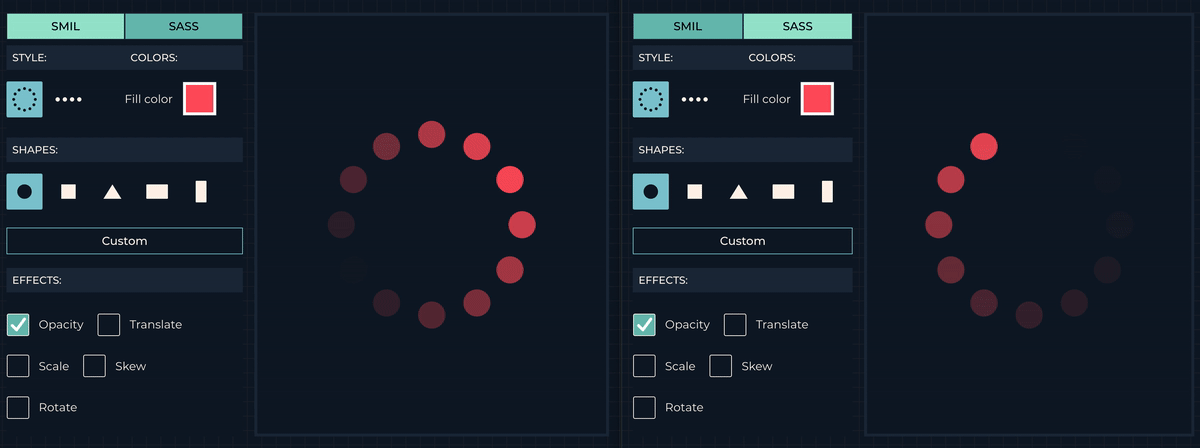 SMIL SASS
STYLE: COLORS:
Fill color
SHAPES:
Custom
EFFECTS:
Opacity Translate
Scale Skew
Rotate
SMIL SASS
STYLE: COLORS:
Fill color
SHAPES:
Custom
EFFECTS:
Opacity Translate
Scale Skew
Rotate